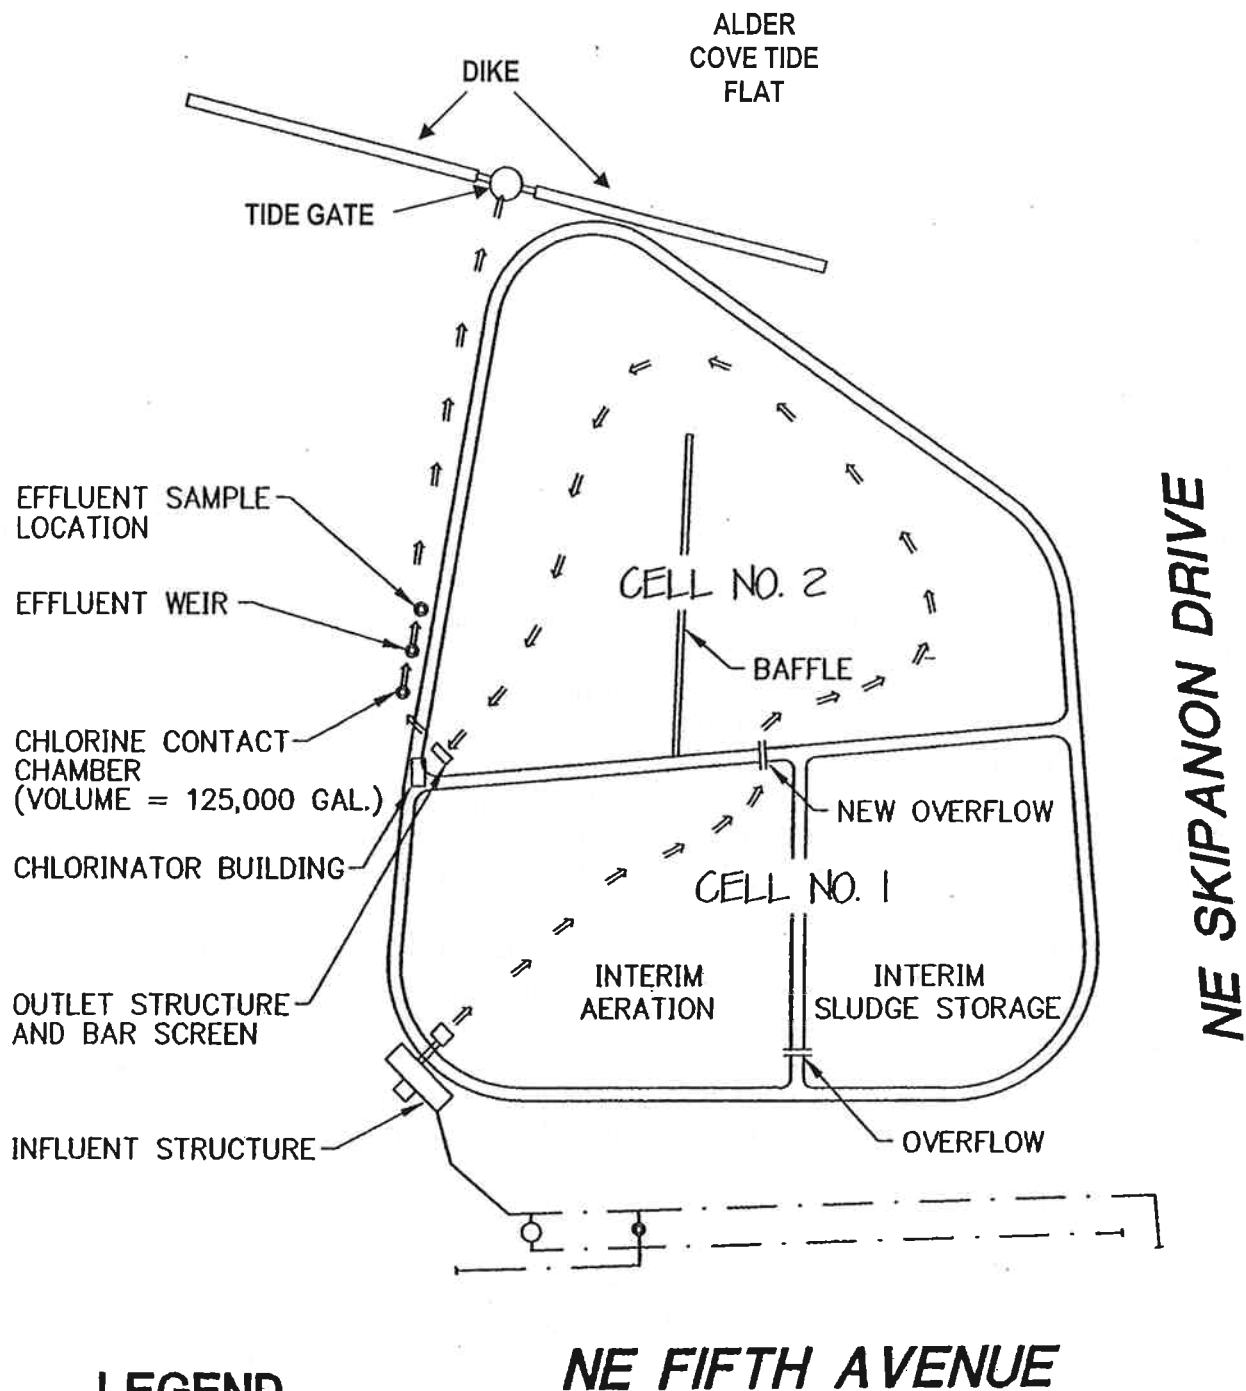 ALDER
COVE TIDE
FLAT
DIKE
TIDE GATE
EFFLUENT SAMPLE
LOCATION
EFFLUENT WEIR
CELL NO. 2
BAFFLE
CHLORINE CONTACT
CHAMBER
(VOLUME = 125,000 GAL.)
NEW OVERFLOW
CHLORINATOR BUILDING
CELL NO. 1
INTERIM
AERATION
INTERIM
SLUDGE STORAGE
OUTLET STRUCTURE
AND BAR SCREEN
INFLUENT STRUCTURE
OVERFLOW
NE SKIPANON DRIVE
NE FIFTH AVENUE
LEGEND